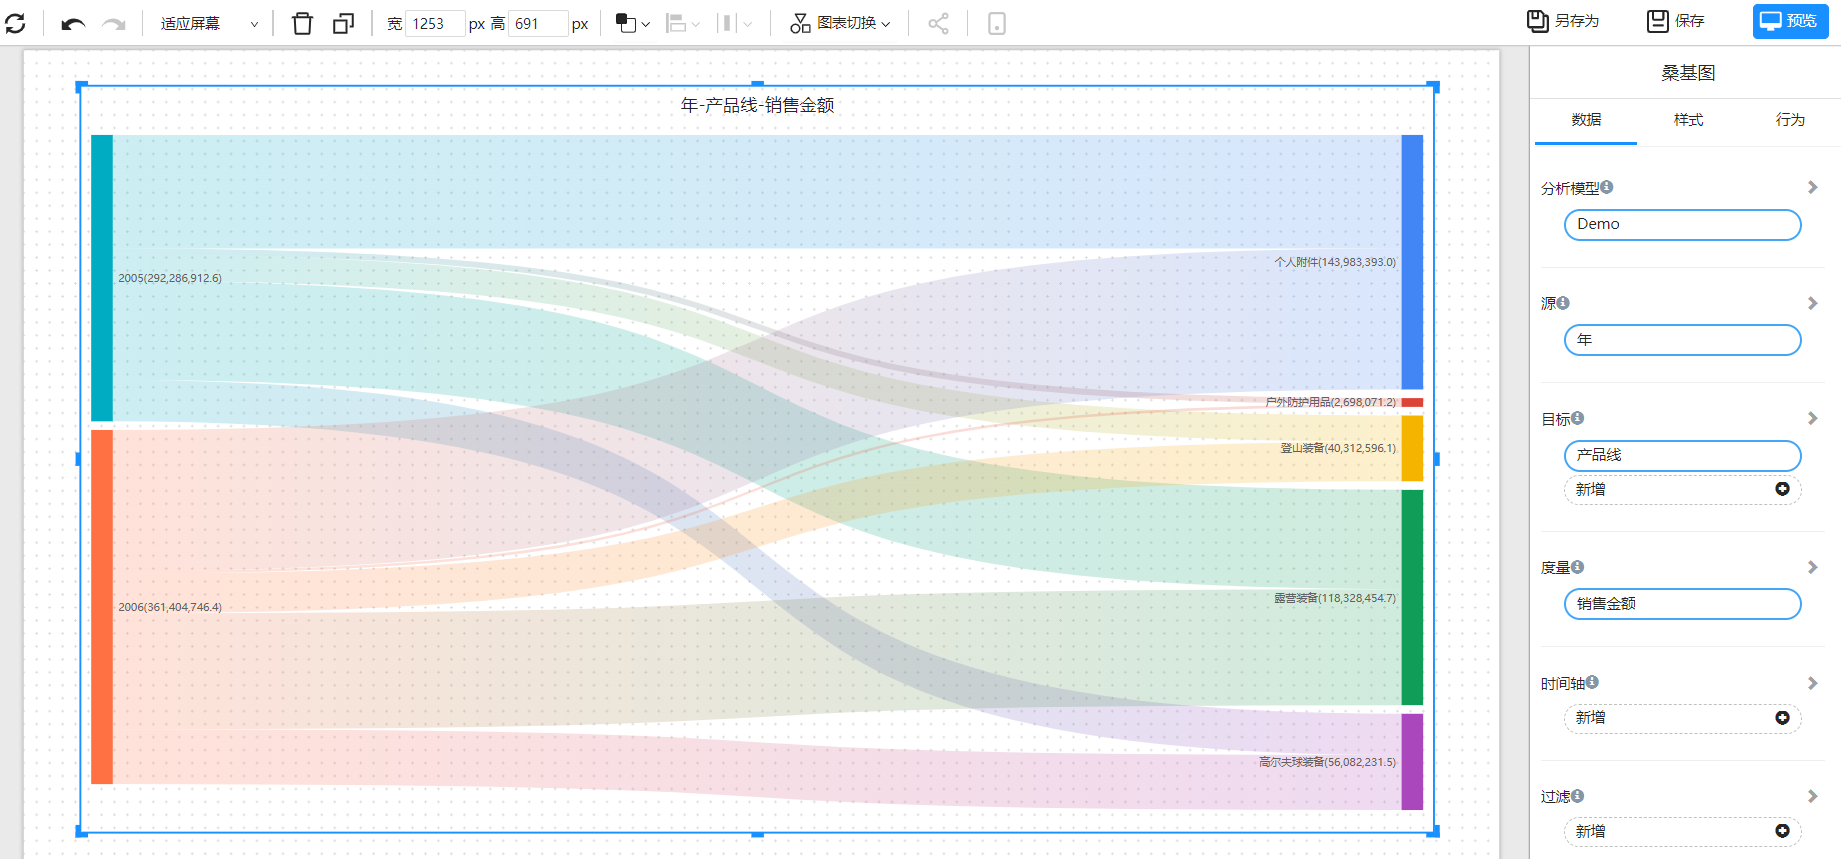 适应屏幕 宽 1253 px 高 691 px 图表切换 另存为 保存 预览
年-产品线-销售金额
2005(292,286,912.6)
2006(361,404,746.4)
个人附件(143,983,393.0)
户外防护用品(2,698,071.2)
登山装备(40,312,596.1)
露营装备(118,328,454.7)
高尔夫球装备(56,082,231.5)
桑基图
数据 样式 行为
分析模型
Demo
源
年
目标
产品线
新增
度量
销售金额
时间轴
新增
过滤
新增